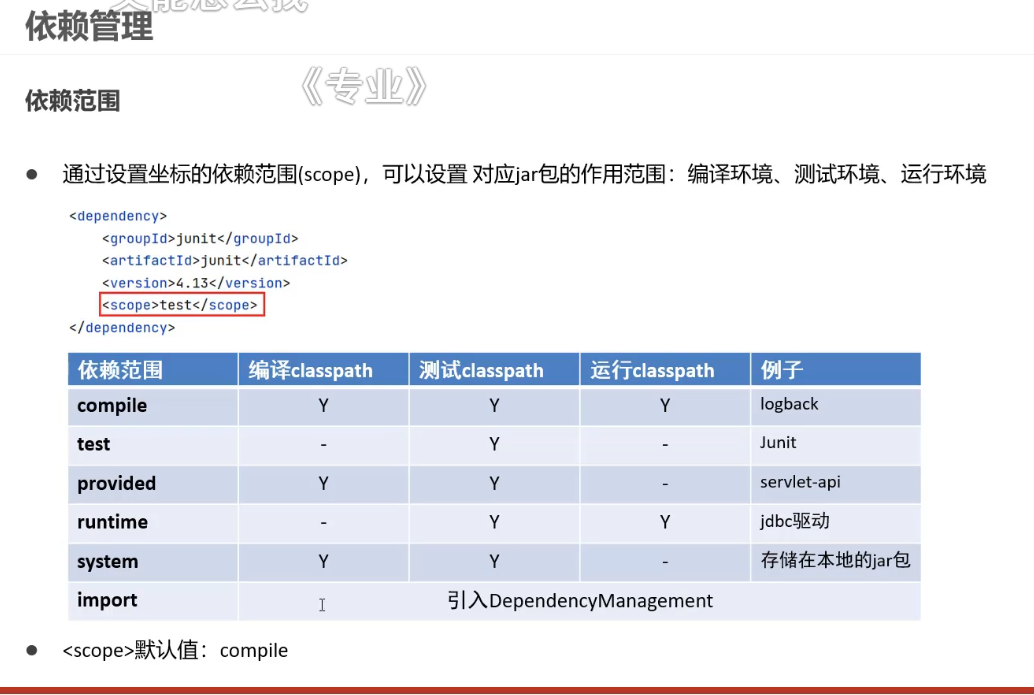 依赖管理
《专业》
依赖范围
● 通过设置坐标的依赖范围(scope)，可以设置 对应jar包的作用范围：编译环境、测试环境、运行环境
<dependency>
<groupId>junit</groupId>
<artifactId>junit</artifactId>
<version>4.13</version>
<scope>test</scope>
</dependency>
依赖范围 编译classpath 测试classpath 运行classpath 例子
compile Y Y Y logback
test - Y - Junit
provided Y Y - servlet-api
runtime - Y Y jdbc驱动
system Y Y - 存储在本地的jar包
import 引入DependencyManagement
● <scope>默认值：compile